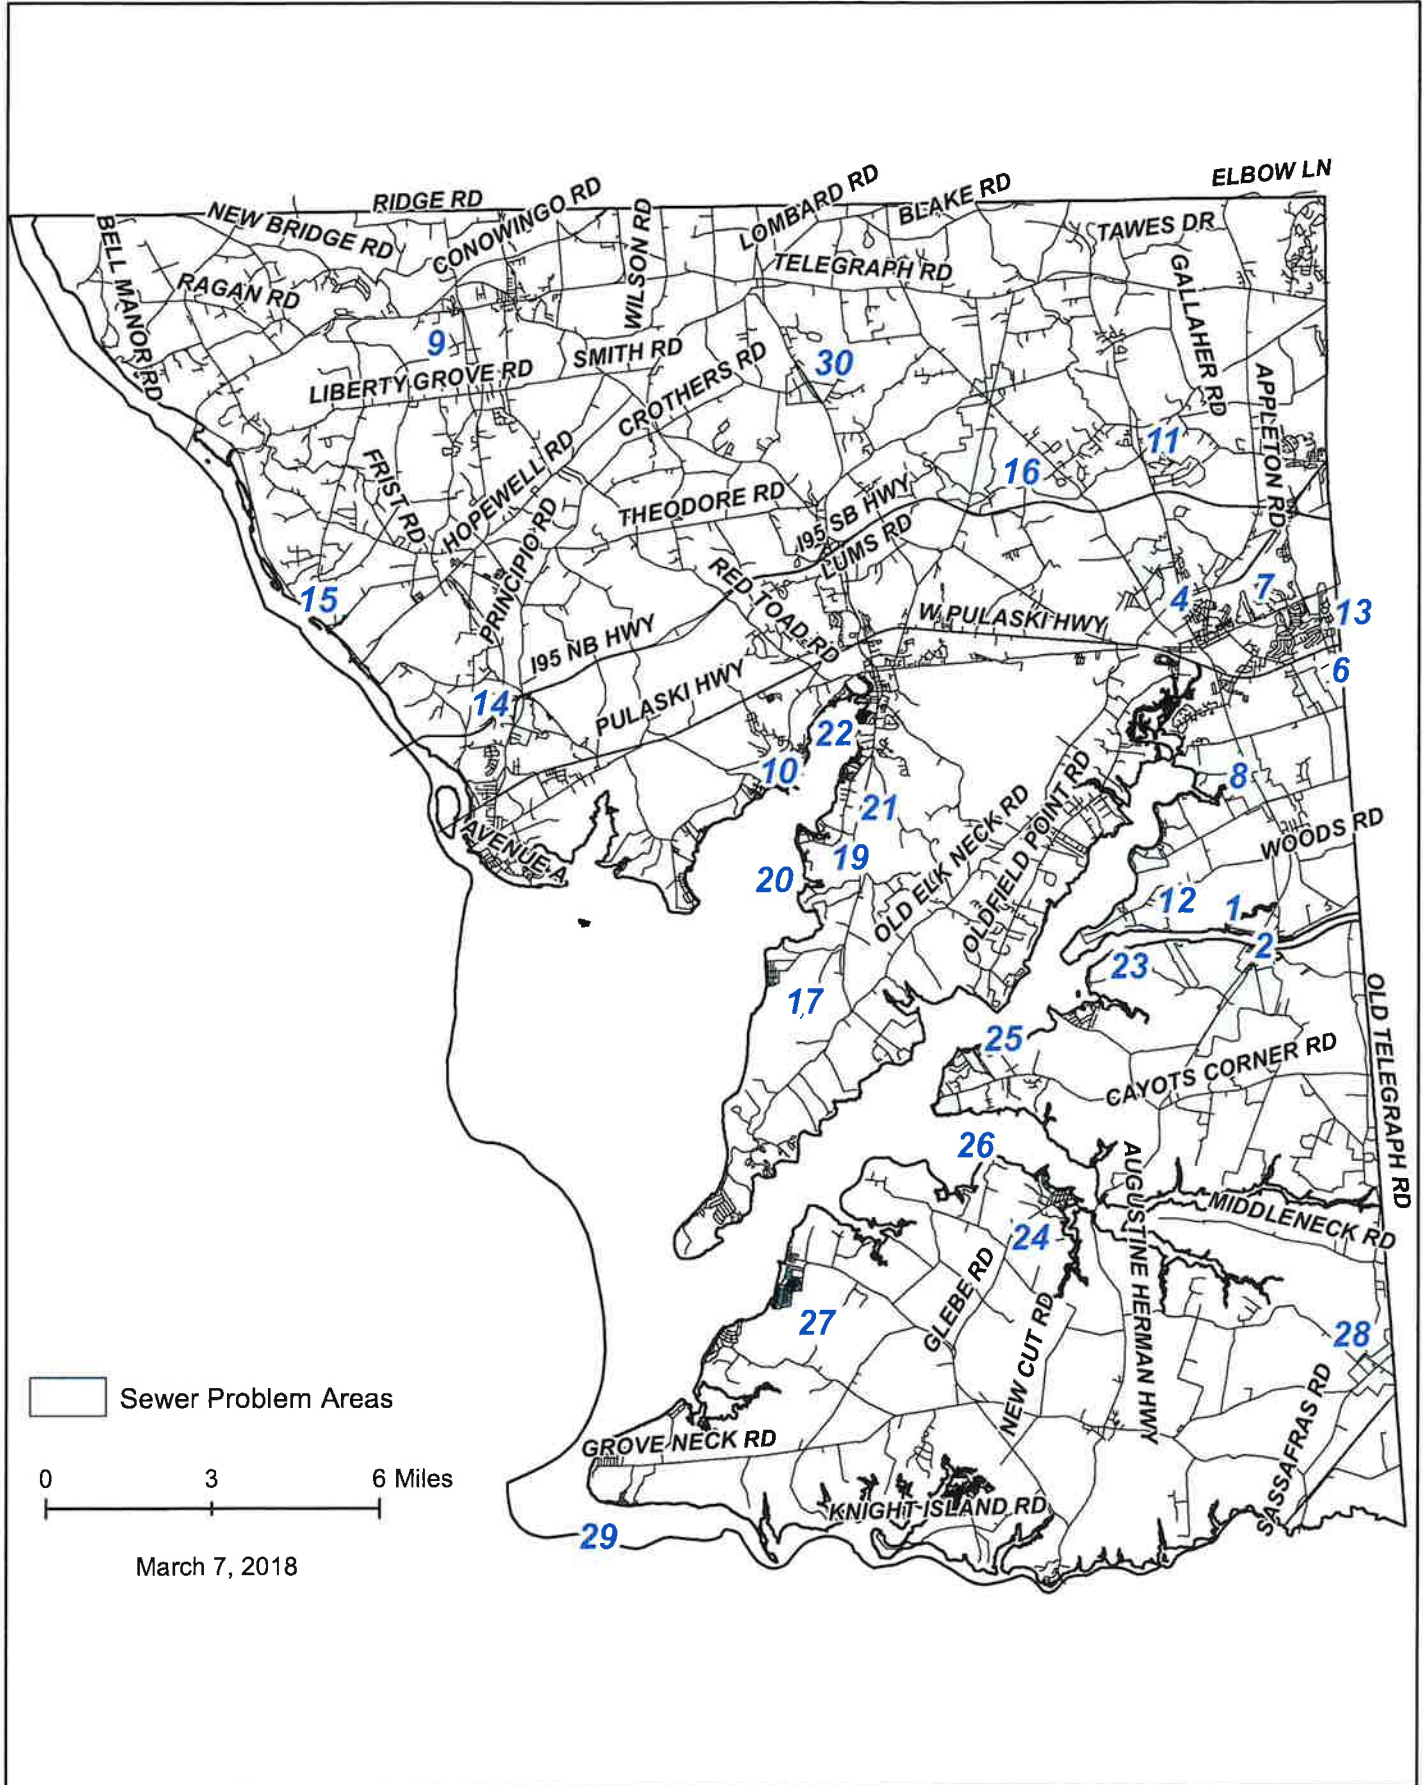 ELBOW LN
RIDGE RD
NEW BRIDGE RD
CONOWINGO RD
WILSON RD
LOMBARD RD
BLAKE RD
TAWES DR
BELL MANOR RD
RAGAN RD
TELEGRAPH RD
GALLAHER RD
9
SMITH RD
30
LIBERTY GROVE RD
CROTHERS RD
APPLETON RD
11
16
FRIST RD
HOPEWELL RD
THEODORE RD
I95 SB HWY
LUMS RD
PRINCIPIO RD
RED TOAD RD
15
4
7
13
W PULASKI HWY
I95 NB HWY
6
14
PULASKI HWY
22
10
8
21
OLD ELK NECK RD
OLDFIELD POINT RD
WOODS RD
AVENUE A
19
20
12
1
2
23
17
25
OLD TELEGRAPH RD
CAYOTS CORNER RD
26
AUGUSTINE HERMAN HWY
MIDDLENECK RD
24
GLEBE RD
NEW CUT RD
27
28
Sewer Problem Areas
SASSAFRAS RD
GROVE NECK RD
0 3 6 Miles
KNIGHT ISLAND RD
29
March 7, 2018